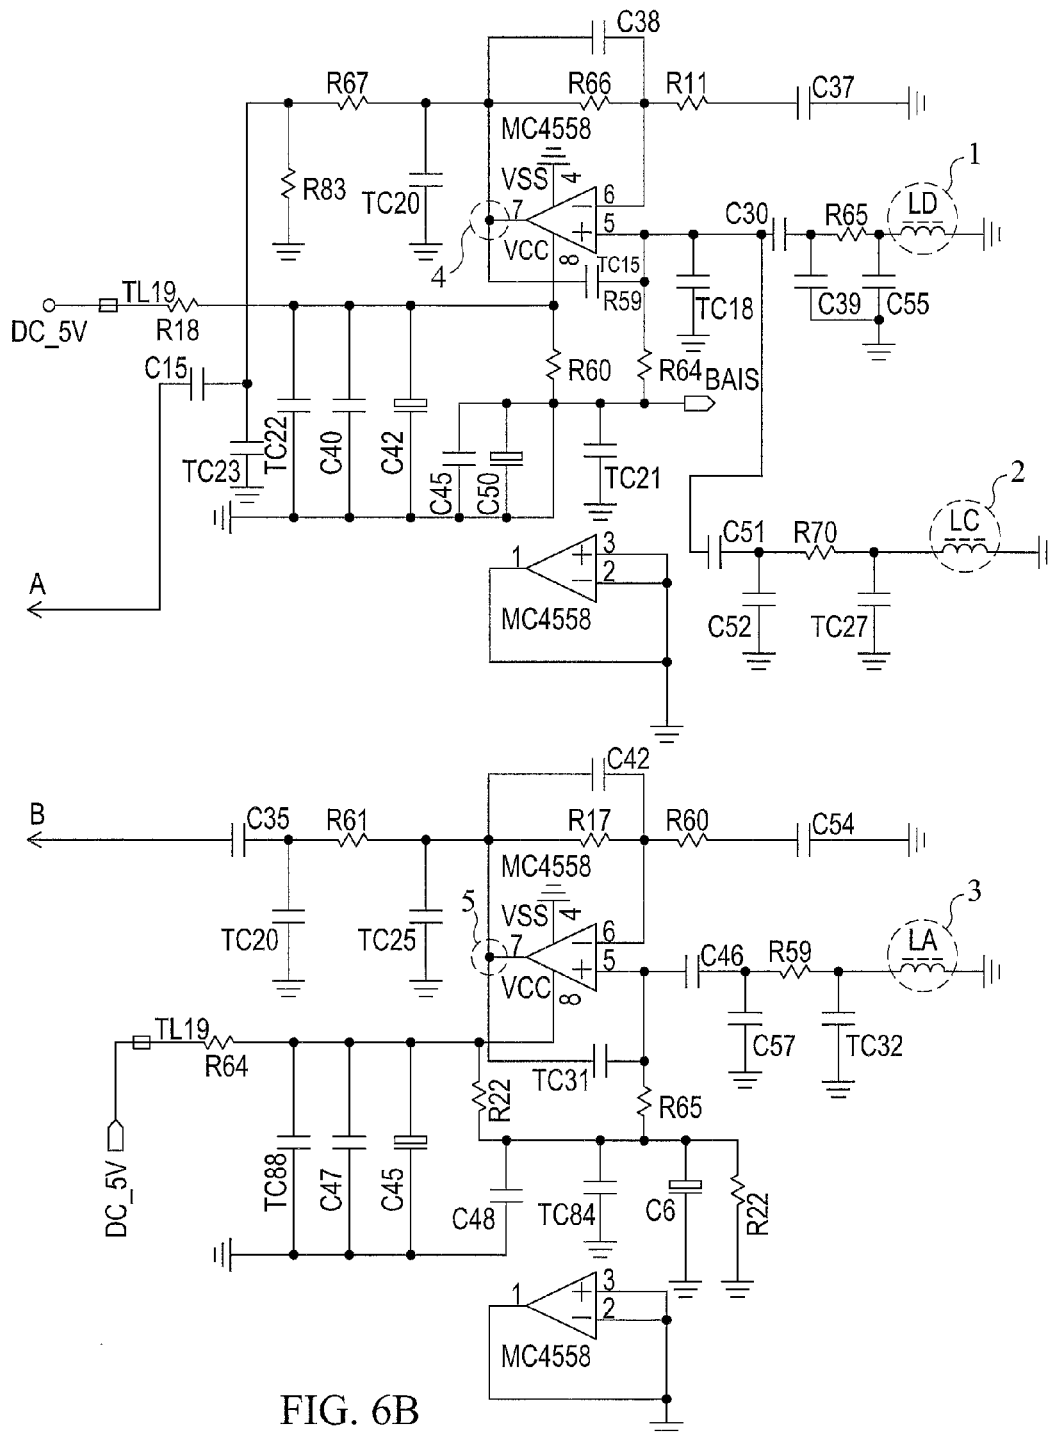 C38
R67
R66
R11
C37
MC4558
VSS
4
1
R83
TC20
6
7
5
C30
R65
LD
4
VCC
8
TC15
R59
TC18
C39
C55
TL19
DC_5V
R18
C15
R60
R64
BAIS
TC23
TC22
C40
C42
C45
C50
TC21
2
1
3
2
C51
R70
LC
A
MC4558
C52
TC27
C42
B
C35
R61
R17
R60
C54
MC4558
5
VSS
4
3
TC20
TC25
7
6
5
C46
R59
LA
VCC
8
TL19
R64
C57
TC32
TC31
R22
R65
DC_5V
TC88
C47
C45
C48
TC84
C6
R22
1
3
2
MC4558
FIG. 6B